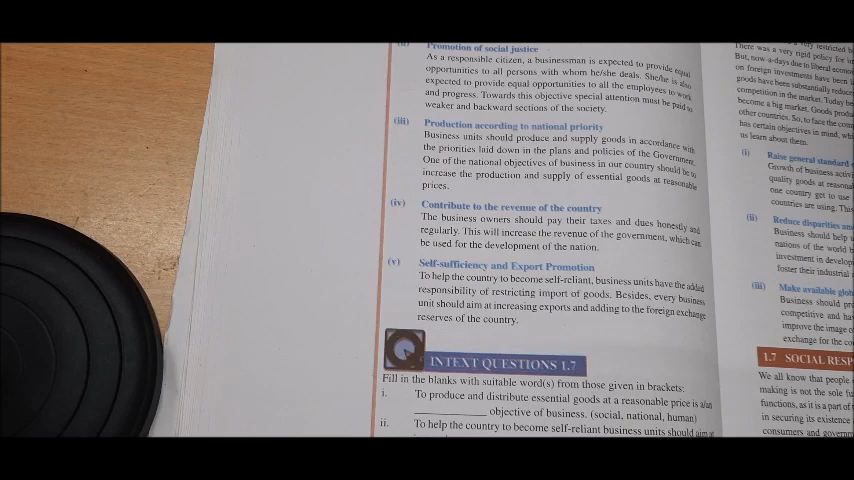 Promotion of social justice
As a responsible citizen, a businessman is expected to provide equal
opportunities to all persons with whom he/she deals. She/he is also
expected to provide equal opportunities to all the employees to work
and progress. Towards this objective special attention must be paid to
weaker and backward sections of the society.
(iii) Production according to national priority
Business units should produce and supply goods in accordance with
the priorities laid down in the plans and policies of the Government.
One of the national objectives of business in our country should be to
increase the production and supply of essential goods at reasonable
prices.
(iv) Contribute to the revenue of the country
The business owners should pay their taxes and dues honestly and
regularly. This will increase the revenue of the government, which can
be used for the development of the nation.
(v) Self-sufficiency and Export Promotion
To help the country to become self-reliant, business units have the added
responsibility of restricting import of goods. Besides, every business
unit should aim at increasing exports and adding to the foreign exchange
reserves of the country.
INTEXT QUESTIONS 1.7
Fill in the blanks with suitable word(s) from those given in brackets:
i. To produce and distribute essential goods at a reasonable price is a/an
____________ objective of business. (social, national, human)
ii. To help the country to become self-reliant business units should aim at
very restricted
There was a very rigid policy for
But, now-a-days due to liberal
on foreign investments have been
goods have been substantially
competition in the market. Today
become a big market. Goods
other countries. So, to face the
has certain objectives in mind,
us learn about them.
(i) Raise general standard
Growth of business
quality goods at
one country get to use
countries are using. This
(ii) Reduce disparities
Business should help
nations of the world
investment in
foster their industrial
(iii) Make available
Business should
competitive and
improve the image
exchange for the
1.7 SOCIAL
We all know that people
making is not the sole
functions, as it is a part of
in securing its existence
consumers and